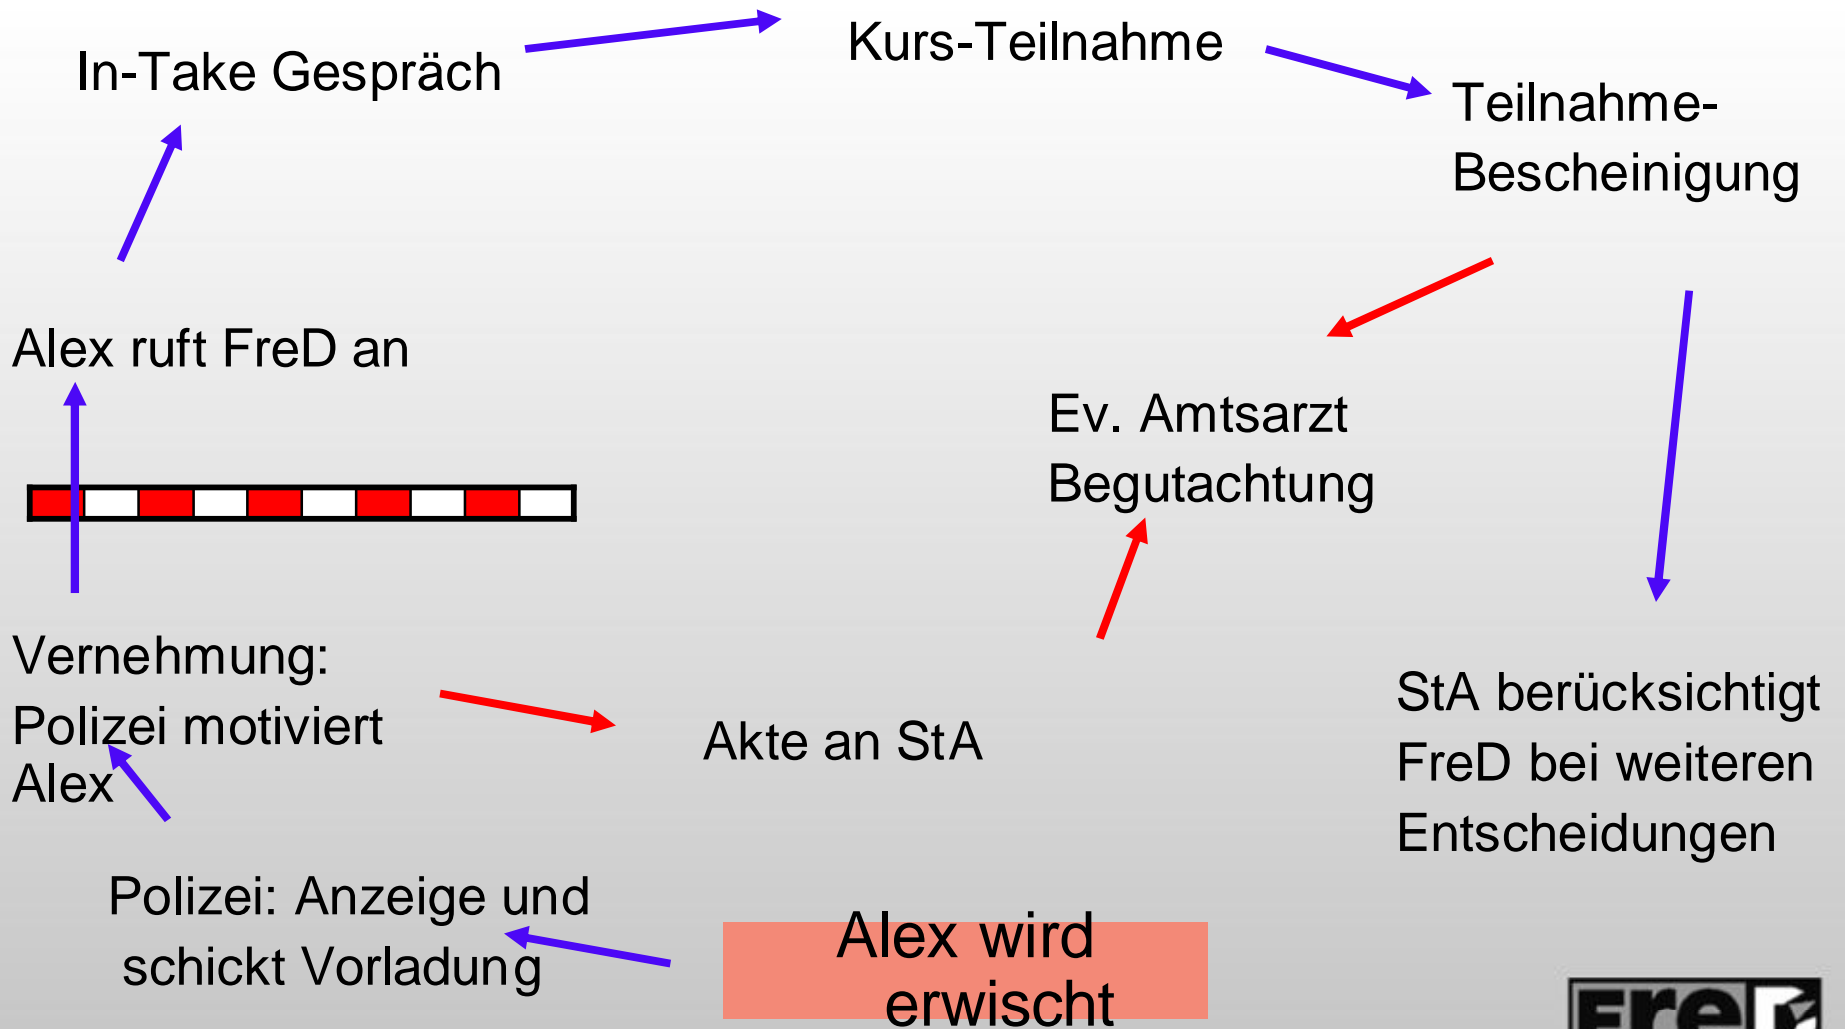 In-Take Gespräch
Kurs-Teilnahme
Teilnahme-
Bescheinigung
Alex ruft FreD an
Ev. Amtsarzt
Begutachtung
Vernehmung:
Polizei motiviert
Alex
Akte an StA
StA berücksichtigt
FreD bei weiteren
Entscheidungen
Polizei: Anzeige und
schickt Vorladung
Alex wird
erwischt
FreD